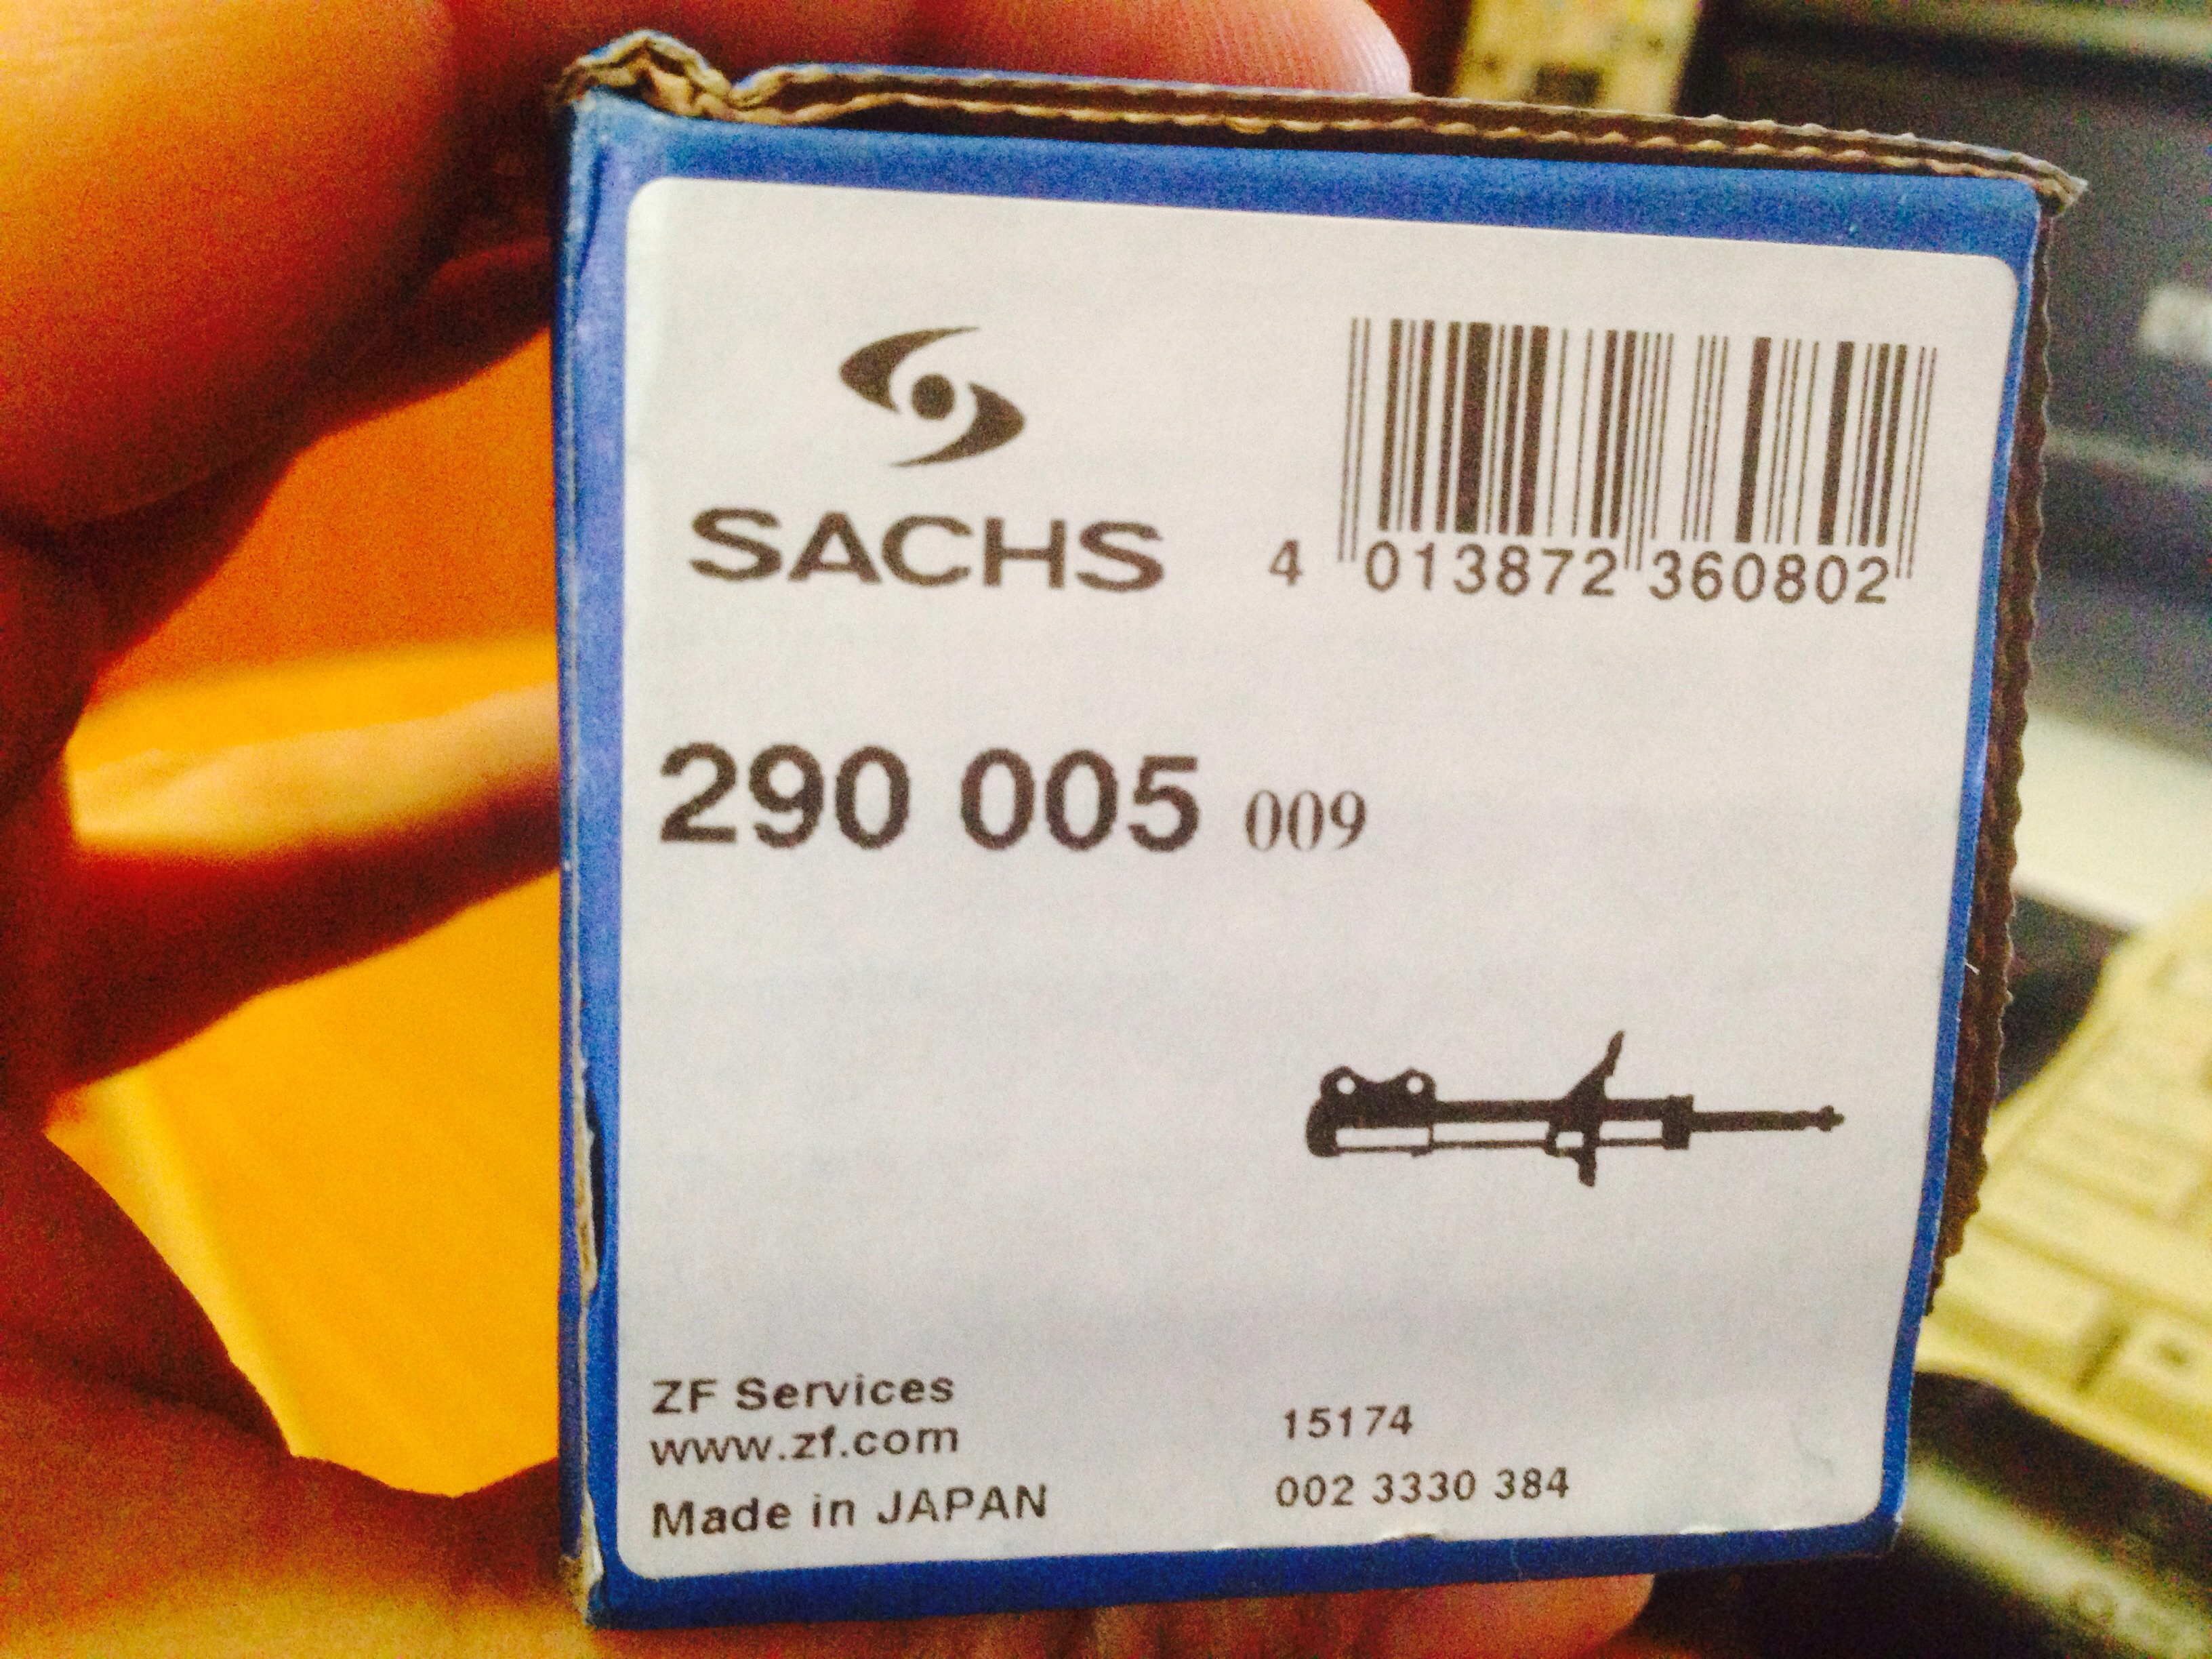 SACHS
4 013872 360802
290 005 009
ZF Services
www.zf.com
Made in JAPAN
15174
002 3330 384